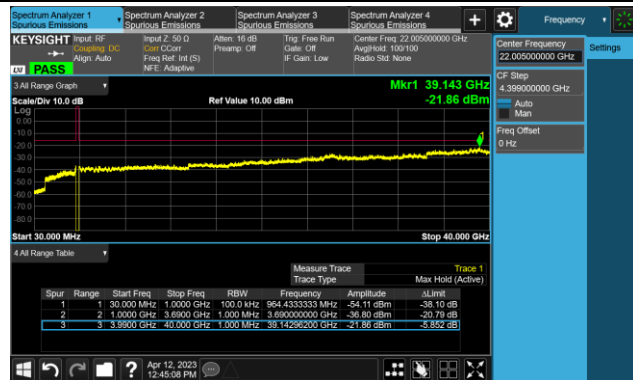 Spectrum Analyzer 1
Spurious Emissions
Spectrum Analyzer 2
Spurious Emissions
Spectrum Analyzer 3
Spurious Emissions
Spectrum Analyzer 4
Spurious Emissions
+
Frequency
KEYSIGHT
Input: RF
Coupling: DC
Align: Auto
Input Z: 50 Ω
Corr CCorr
Freq Ref: Int (S)
NFE: Adaptive
Atten: 16 dB
Preamp: Off
Trig: Free Run
Gate: Off
IF Gain: Low
Center Freq: 22.005000000 GHz
Avg|Hold: 100/100
Radio Std: None
LXI PASS
Center Frequency
22.005000000 GHz
Settings
CF Step
4.399000000 GHz
Auto
Man
Freq Offset
0 Hz
3 All Range Graph
Mkr1 39.143 GHz
Scale/Div 10.0 dB
Ref Value 10.00 dBm
-21.86 dBm
Log
0.00
-10.0
-20.0
-30.0
-40.0
-50.0
-60.0
-70.0
-80.0
1
Start 30.000 MHz
Stop 40.000 GHz
4 All Range Table
Measure Trace Trace 1
Trace Type Max Hold (Active)
Spur Range Start Freq Stop Freq RBW Frequency Amplitude ΔLimit
1 1 30.000 MHz 1.0000 GHz 100.0 kHz 964.4333333 MHz -54.11 dBm -38.10 dB
2 2 1.0000 GHz 3.6900 GHz 1.000 MHz 3.690000000 GHz -36.80 dBm -20.79 dB
3 3 3.9900 GHz 40.000 GHz 1.000 MHz 39.14296200 GHz -21.86 dBm -5.852 dB
?
Apr 12, 2023
12:45:08 PM